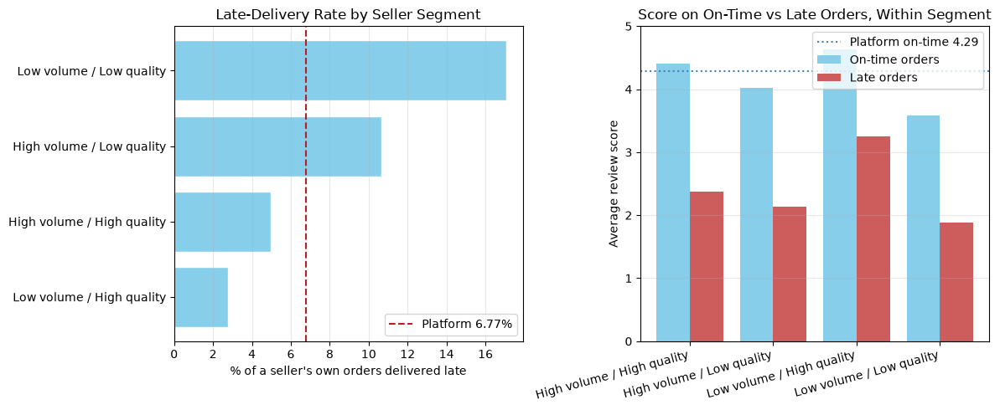 Late-Delivery Rate by Seller Segment
Low volume / Low quality
High volume / Low quality
High volume / High quality
Low volume / High quality
Platform 6.77%
0 2 4 6 8 10 12 14 16
% of a seller's own orders delivered late
Score on On-Time vs Late Orders, Within Segment
Platform on-time 4.29
On-time orders
Late orders
Average review score
5
4
3
2
1
0
High volume / High quality
High volume / Low quality
Low volume / High quality
Low volume / Low quality